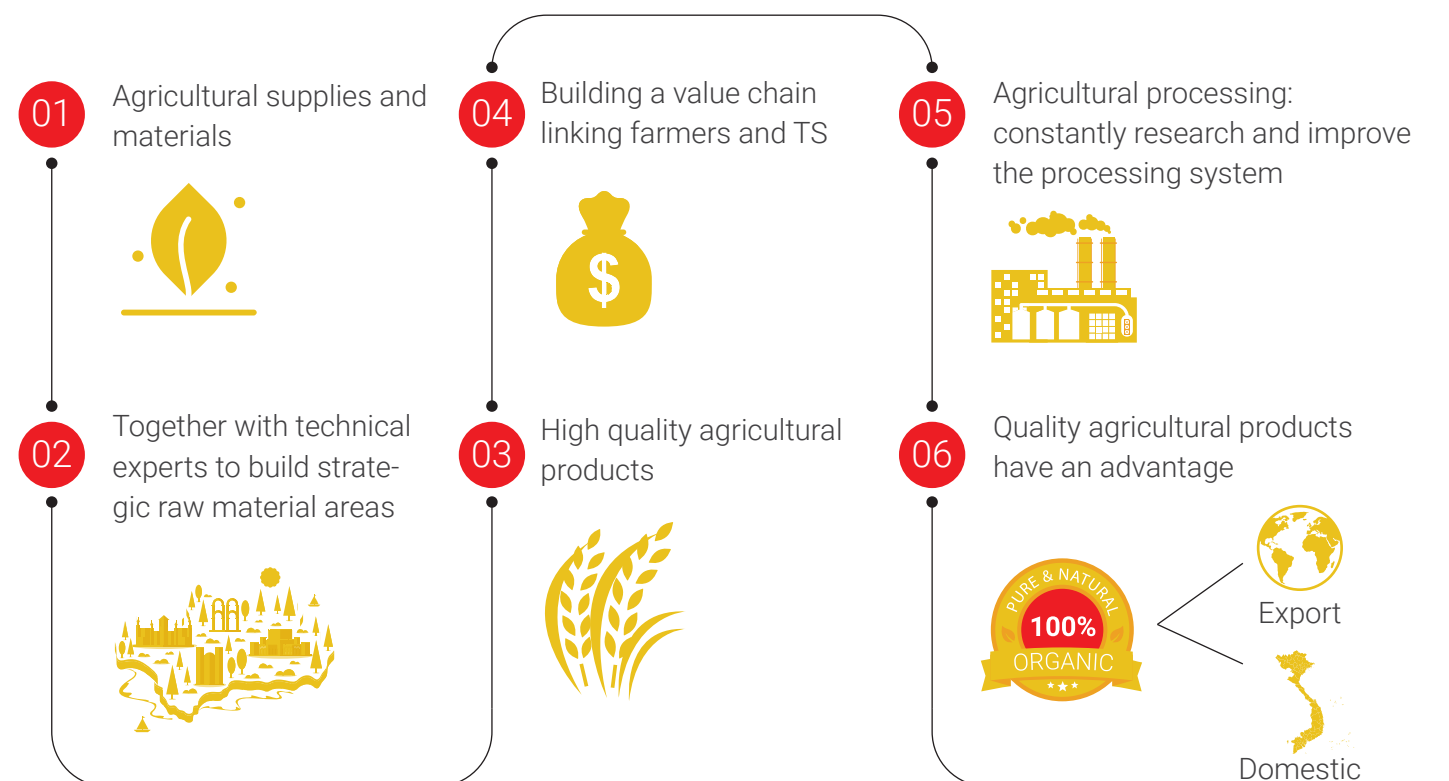 01
Agricultural supplies and
materials
02
Together with technical
experts to build strate-
gic raw material areas
03
High quality agricultural
products
04
Building a value chain
linking farmers and TS
$
05
Agricultural processing:
constantly research and improve
the processing system
06
Quality agricultural products
have an advantage
PURE & NATURAL
100%
ORGANIC
Export
Domestic